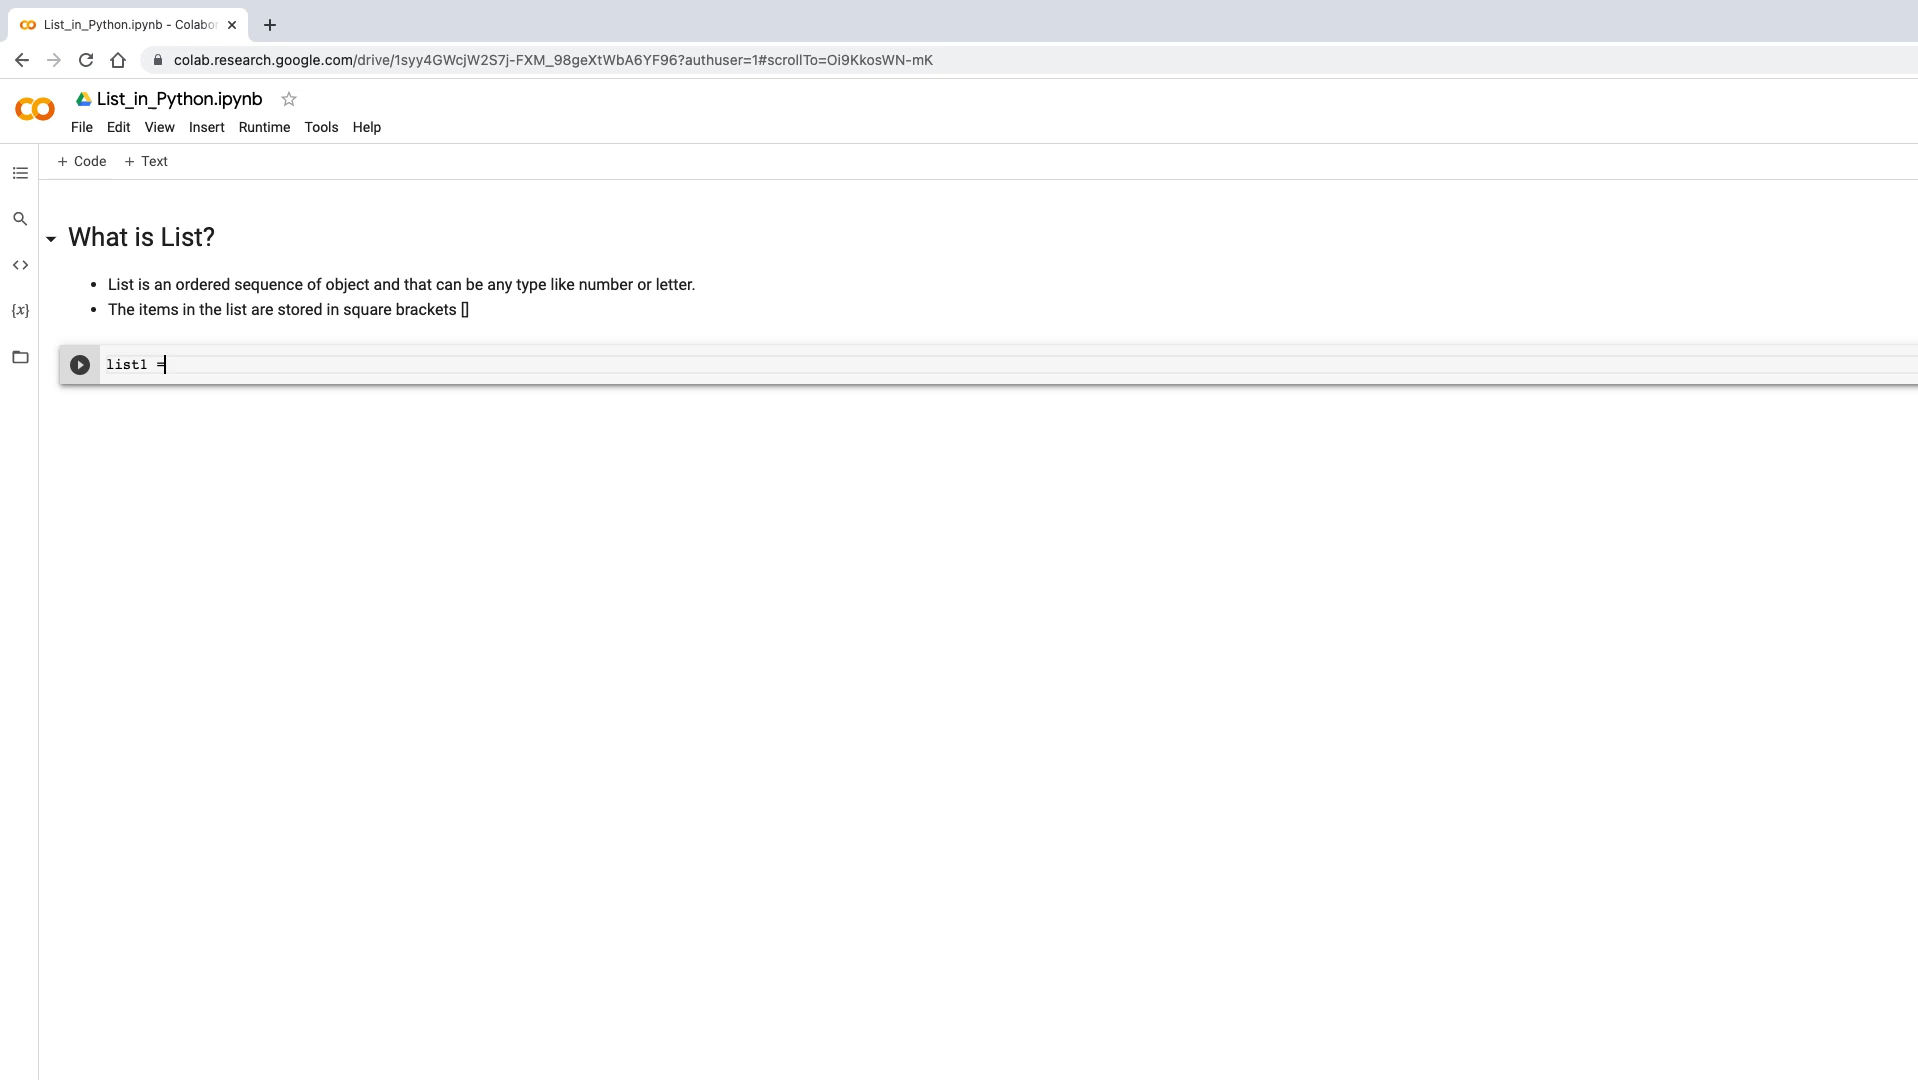 List_in_Python.ipynb - Colabor
colab.research.google.com/drive/1syy4GWcjW2S7j-FXM_98geXtWbA6YF96?authuser=1#scrollTo=Oi9KkosWN-mK
List_in_Python.ipynb
File Edit View Insert Runtime Tools Help
+ Code + Text
What is List?
• List is an ordered sequence of object and that can be any type like number or letter.
• The items in the list are stored in square brackets []
{x}
list1 =